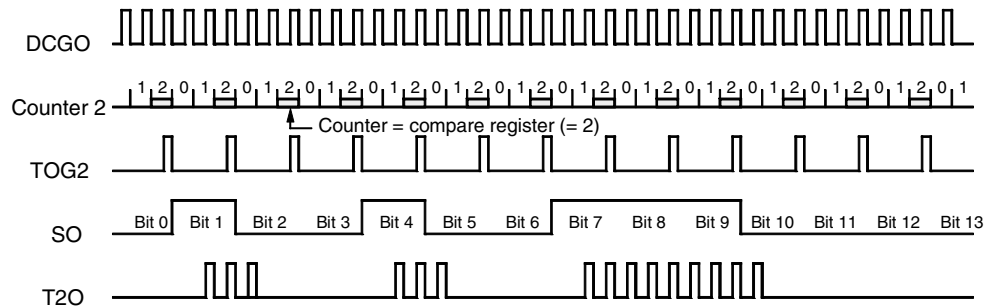 DCGO
1 2 0 1 2 0 1 2 0 1 2 0 1 2 0 1 2 0 1 2 0 1 2 0 1 2 0 1 2 0 1 2 0 1 2 0 1 2 0 1
Counter 2
Counter = compare register (= 2)
TOG2
Bit 0 Bit 1 Bit 2 Bit 3 Bit 4 Bit 5 Bit 6 Bit 7 Bit 8 Bit 9 Bit 10 Bit 11 Bit 12 Bit 13
SO
T2O